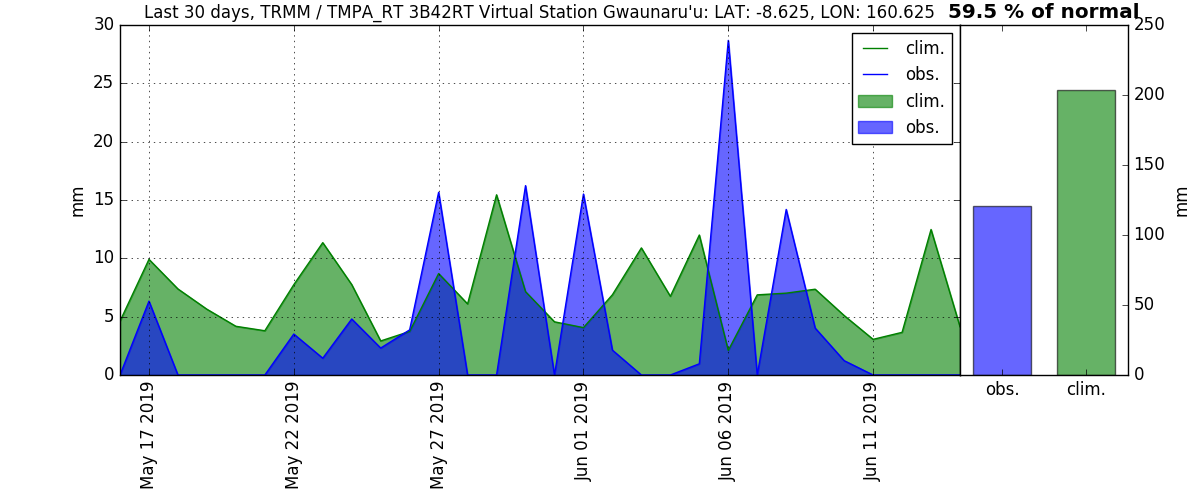 Last 30 days, TRMM / TMPA_RT 3B42RT Virtual Station Gwaunaru'u: LAT: -8.625, LON: 160.625
59.5 % of normal
30
25
20
15
10
5
0
mm
clim.
obs.
clim.
obs.
May 17 2019
May 22 2019
May 27 2019
Jun 01 2019
Jun 06 2019
Jun 11 2019
250
200
150
100
50
0
mm
obs.
clim.